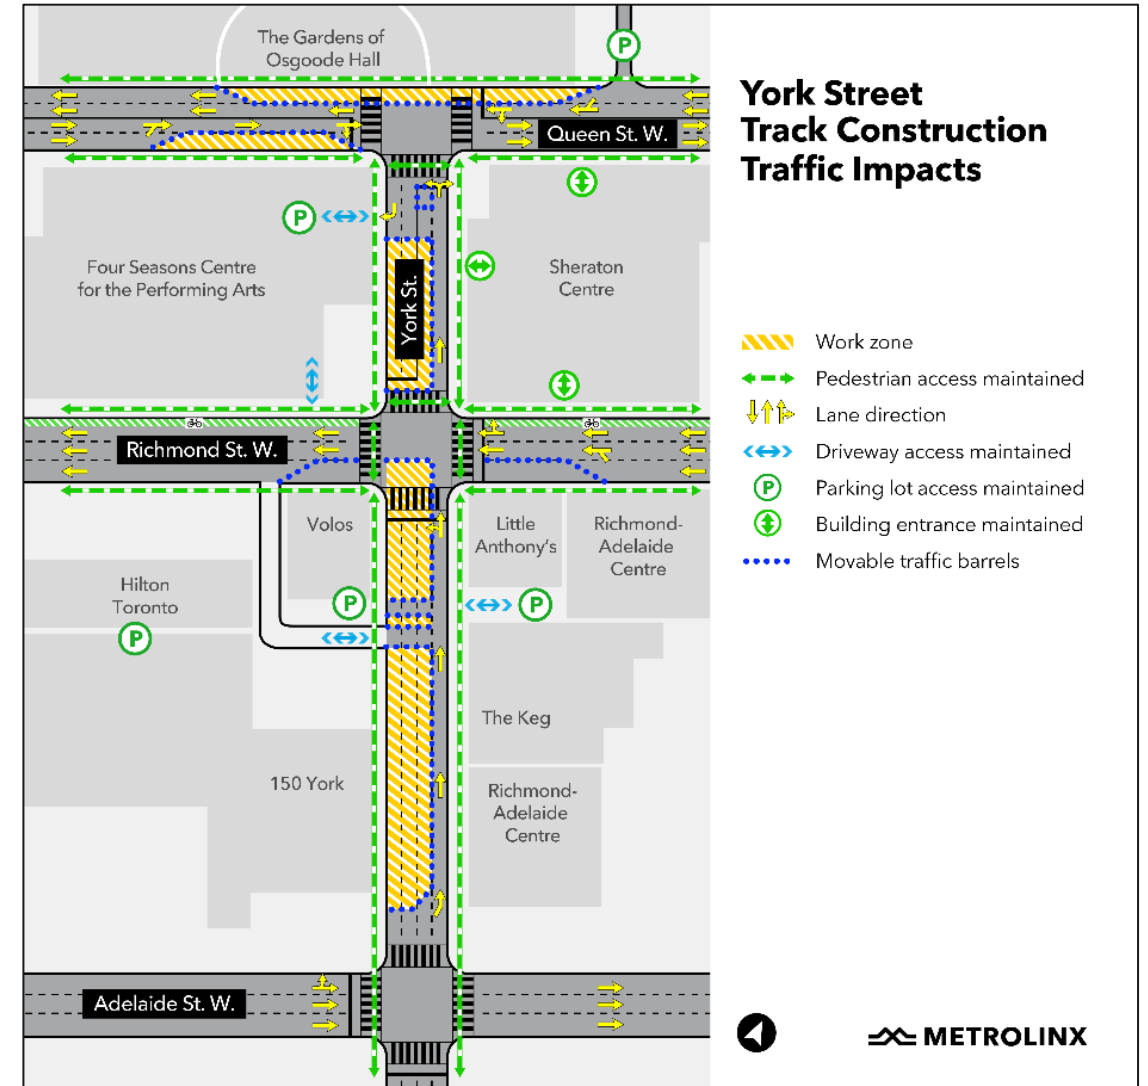 The Gardens of
Osgoode Hall
P
York Street
Track Construction
Traffic Impacts
Queen St. W.
P
Four Seasons Centre
for the Performing Arts
York St.
Sheraton
Centre
Work zone
Pedestrian access maintained
Lane direction
Driveway access maintained
P
Parking lot access maintained
Building entrance maintained
Movable traffic barrels
Richmond St. W.
Volos
Little
Anthony's
Richmond-
Adelaide
Centre
Hilton
Toronto
P
P
P
The Keg
150 York
Richmond-
Adelaide
Centre
Adelaide St. W.
METROLINX